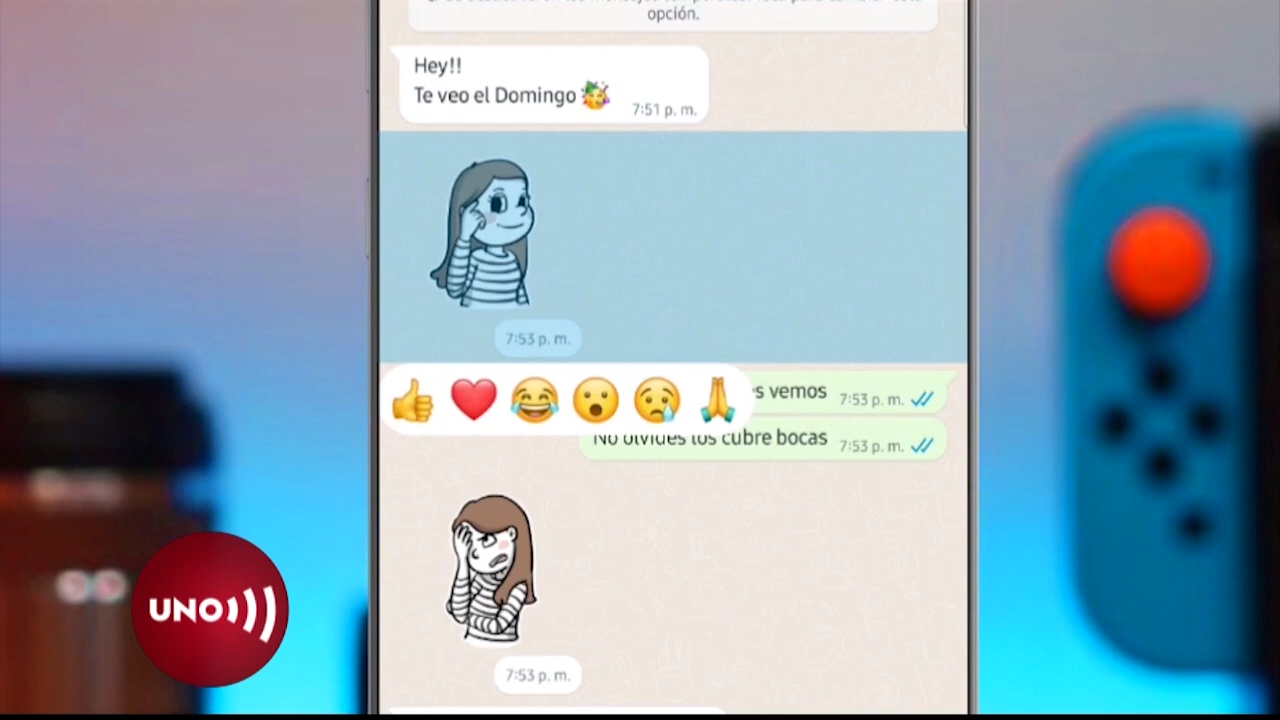 opción.
Hey!!
Te veo el Domingo
7:51 p. m.
7:53 p. m.
vemos 7:53 p. m.
No olvides los cubre bocas 7:53 p. m.
7:53 p. m.
UNO